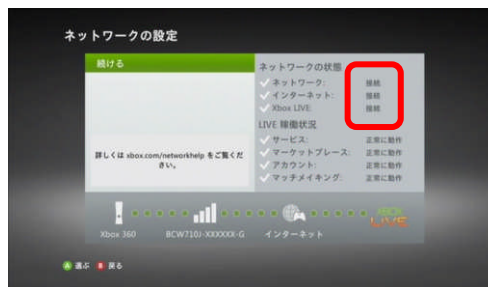 ネットワークの設定
続ける
詳しくは xbox.com/networkhelp をご覧くだ
さい。
ネットワークの状態
ネットワーク: 接続
インターネット: 接続
Xbox LIVE: 接続
LIVE 稼働状況
サービス: 正常に動作
マーケットプレース: 正常に動作
アカウント: 正常に動作
マッチメイキング: 正常に動作
XBOX
LIVE
Xbox 360 BCW710J-XXXXXX-G インターネット
A 選ぶ B 戻る